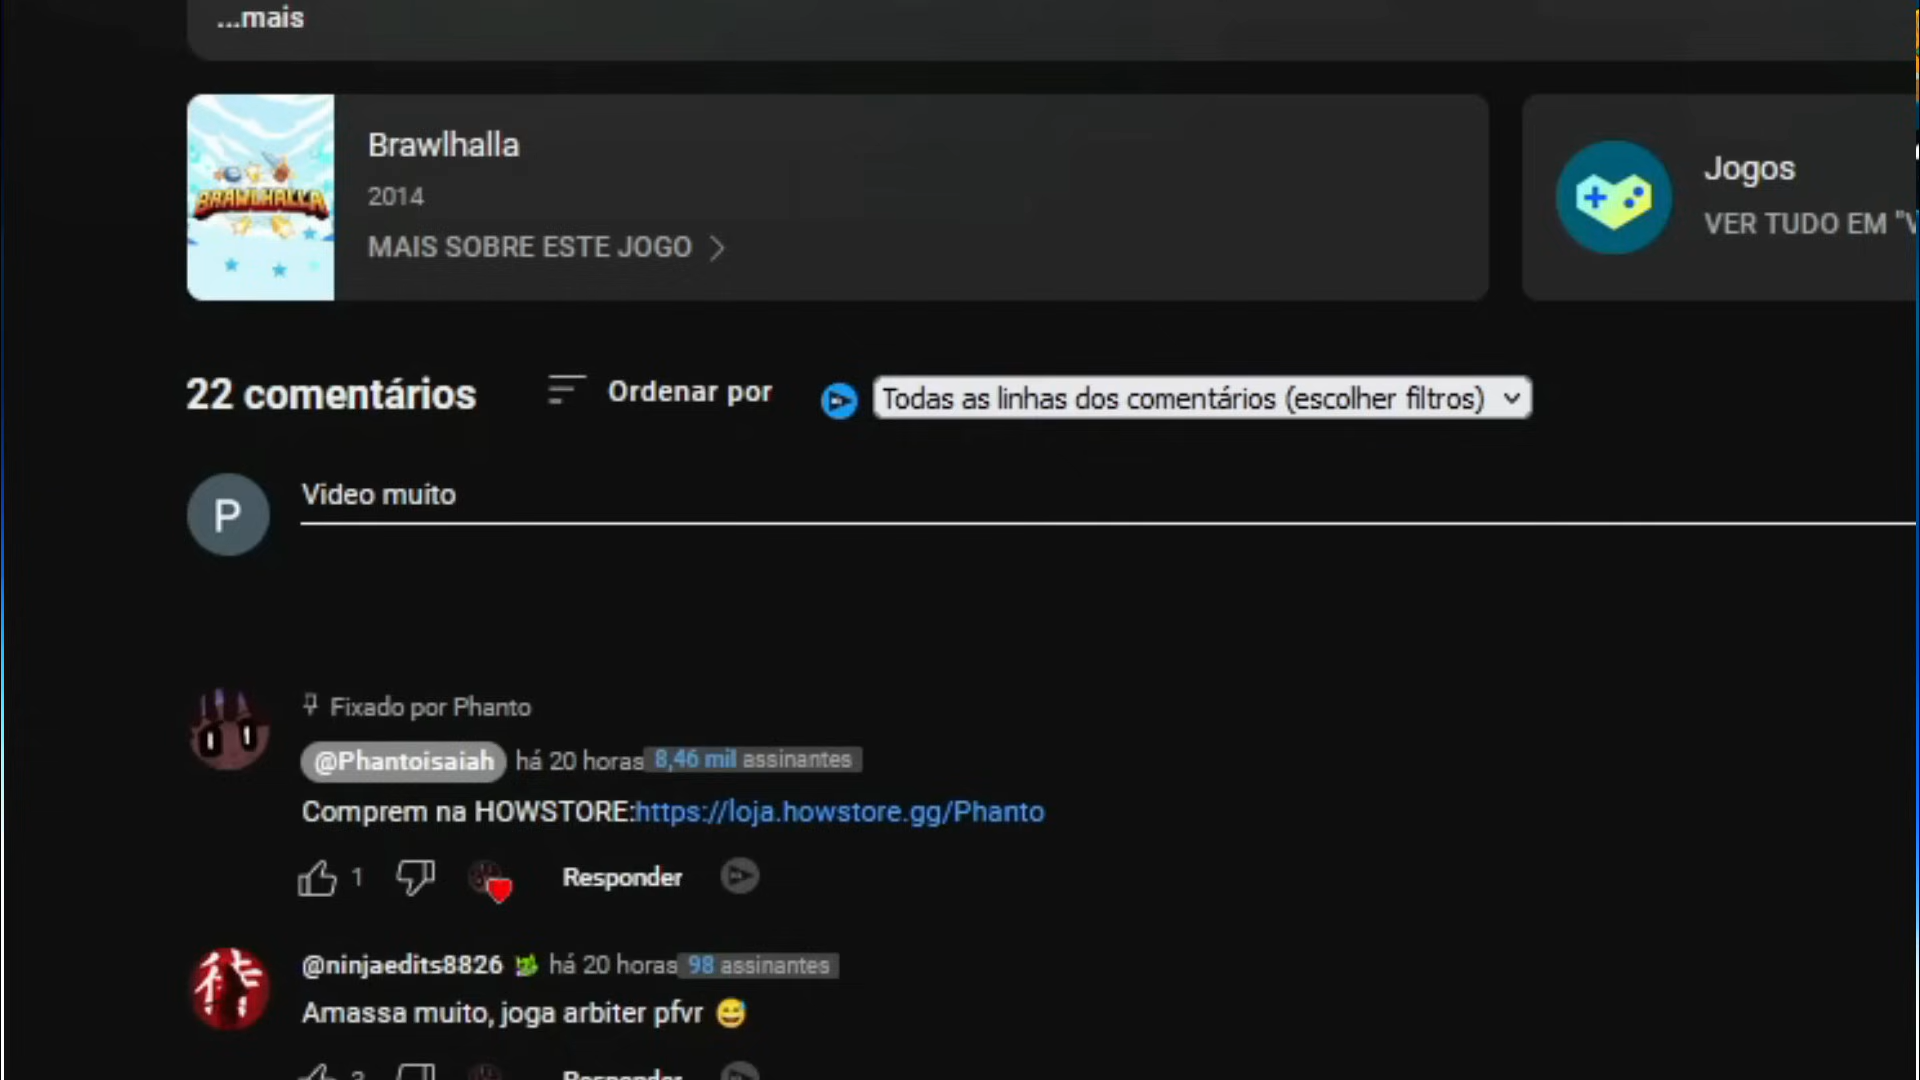 ...mais
BRAWLHALLA
Brawlhalla
2014
MAIS SOBRE ESTE JOGO
Jogos
VER TUDO EM "V
22 comentários
Ordenar por
Todas as linhas dos comentários (escolher filtros)
P
Video muito
Fixado por Phanto
@Phantoisaiah há 20 horas 8,46 mil assinantes
Comprem na HOWSTORE:https://loja.howstore.gg/Phanto
1 Responder
@ninjaedits8826 há 20 horas 98 assinantes
Amassa muito, joga arbiter pfvr 😅
Responder